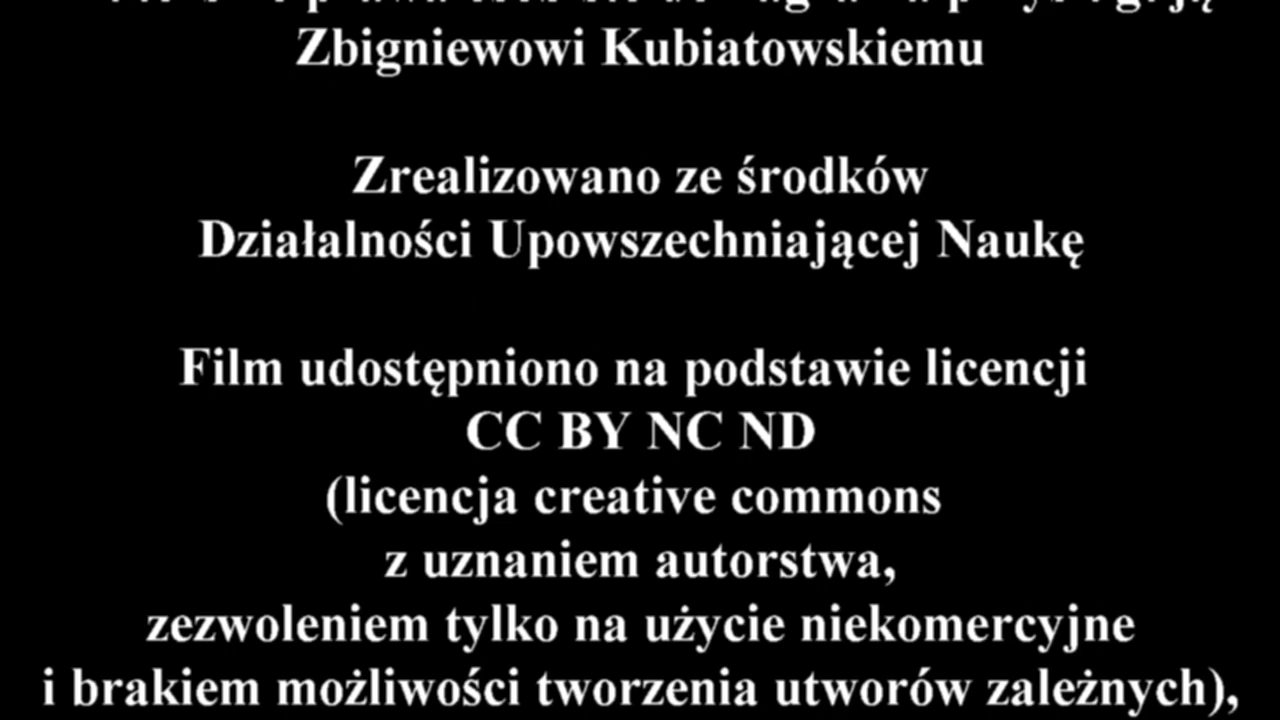 Zbigniewowi Kubiatowskiemu
Zrealizowano ze środków
Działalności Upowszechniającej Naukę
Film udostępniono na podstawie licencji
CC BY NC ND
(licencja creative commons
z uznaniem autorstwa,
zezwoleniem tylko na użycie niekomercyjne
i brakiem możliwości tworzenia utworów zależnych),